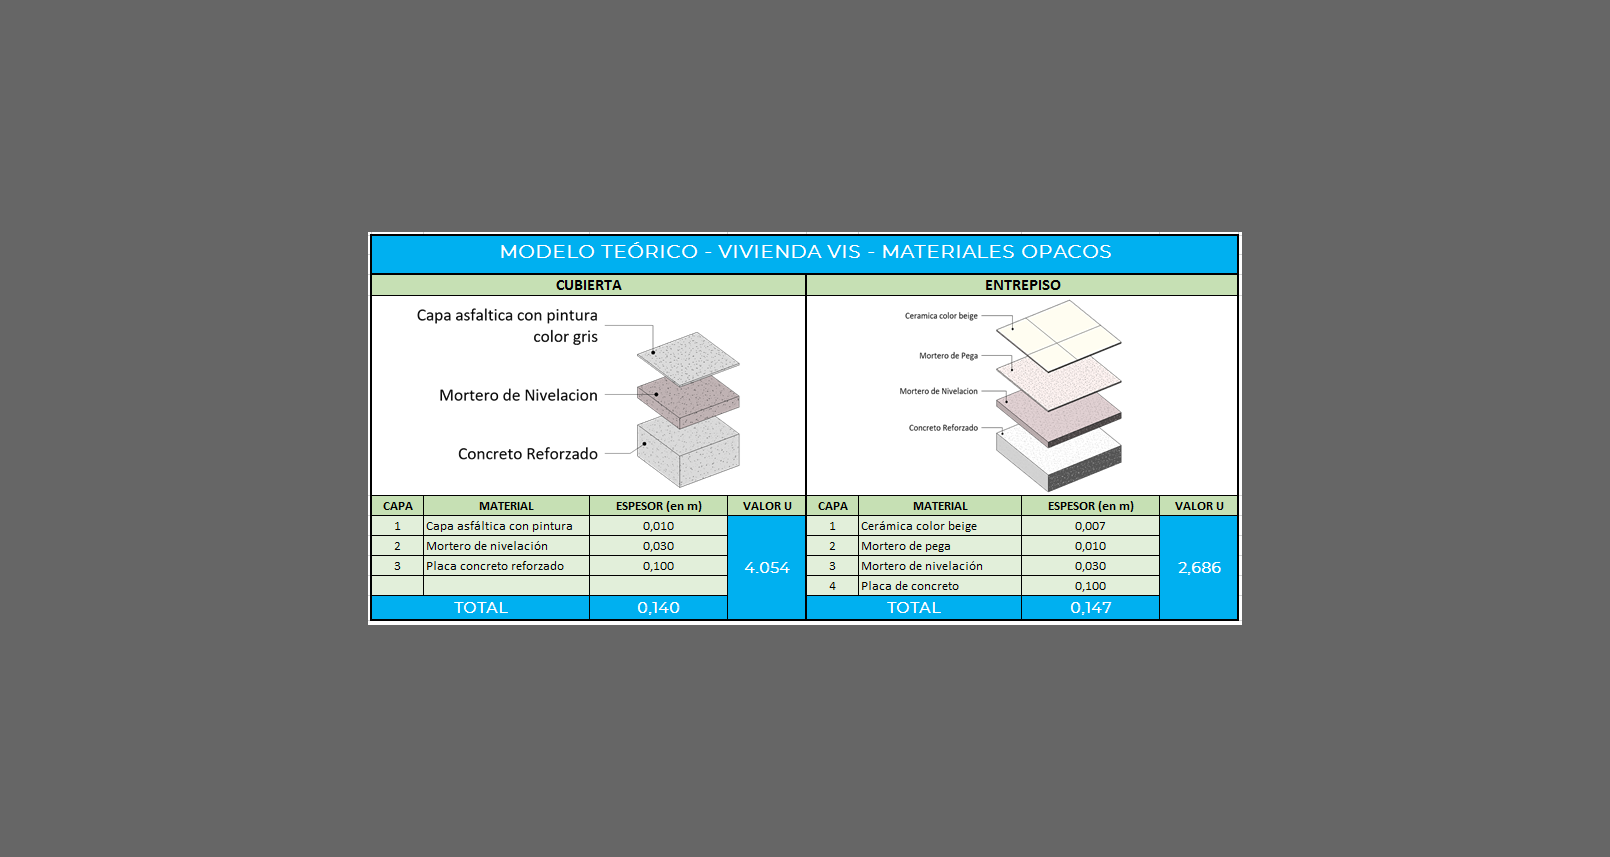 MODELO TEÓRICO - VIVIENDA VIS - MATERIALES OPACOS
CUBIERTA
ENTREPISO
Capa asfaltica con pintura
color gris
Mortero de Nivelacion
Concreto Reforzado
Ceramica color beige
Mortero de Pega
Mortero de Nivelacion
Concreto Reforzado
CAPA MATERIAL ESPESOR (en m) VALOR U
1 Capa asfáltica con pintura 0,010
2 Mortero de nivelación 0,030
3 Placa concreto reforzado 0,100
4.054
TOTAL 0,140
CAPA MATERIAL ESPESOR (en m) VALOR U
1 Cerámica color beige 0,007
2 Mortero de pega 0,010
3 Mortero de nivelación 0,030
2,686
4 Placa de concreto 0,100
TOTAL 0,147